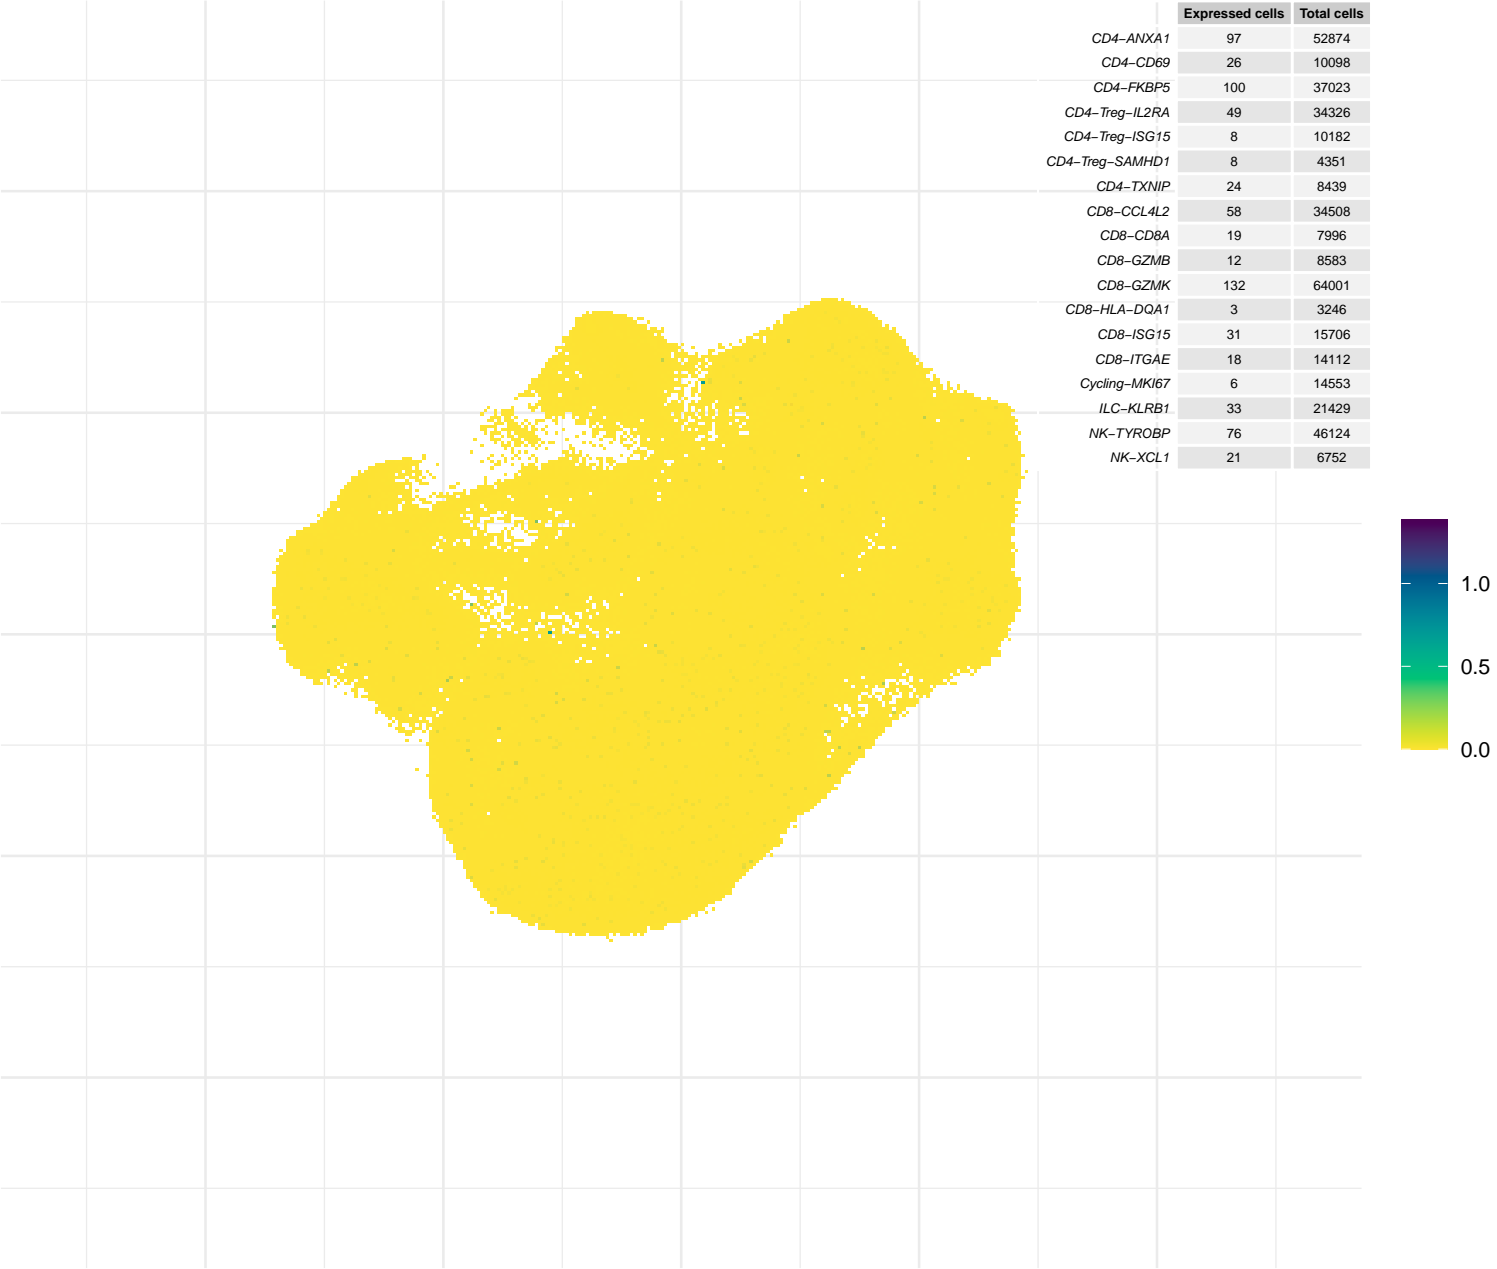 Expressed cells Total cells
CD4−ANXA1 97 52874
CD4−CD69 26 10098
CD4−FKBP5 100 37023
CD4−Treg−IL2RA 49 34326
CD4−Treg−ISG15 8 10182
CD4−Treg−SAMHD1 8 4351
CD4−TXNIP 24 8439
CD8−CCL4L2 58 34508
CD8−CD8A 19 7996
CD8−GZMB 12 8583
CD8−GZMK 132 64001
CD8−HLA−DQA1 3 3246
CD8−ISG15 31 15706
CD8−ITGAE 18 14112
Cycling−MKI67 6 14553
ILC−KLRB1 33 21429
NK−TYROBP 76 46124
NK−XCL1 21 6752
1.0
0.5
0.0